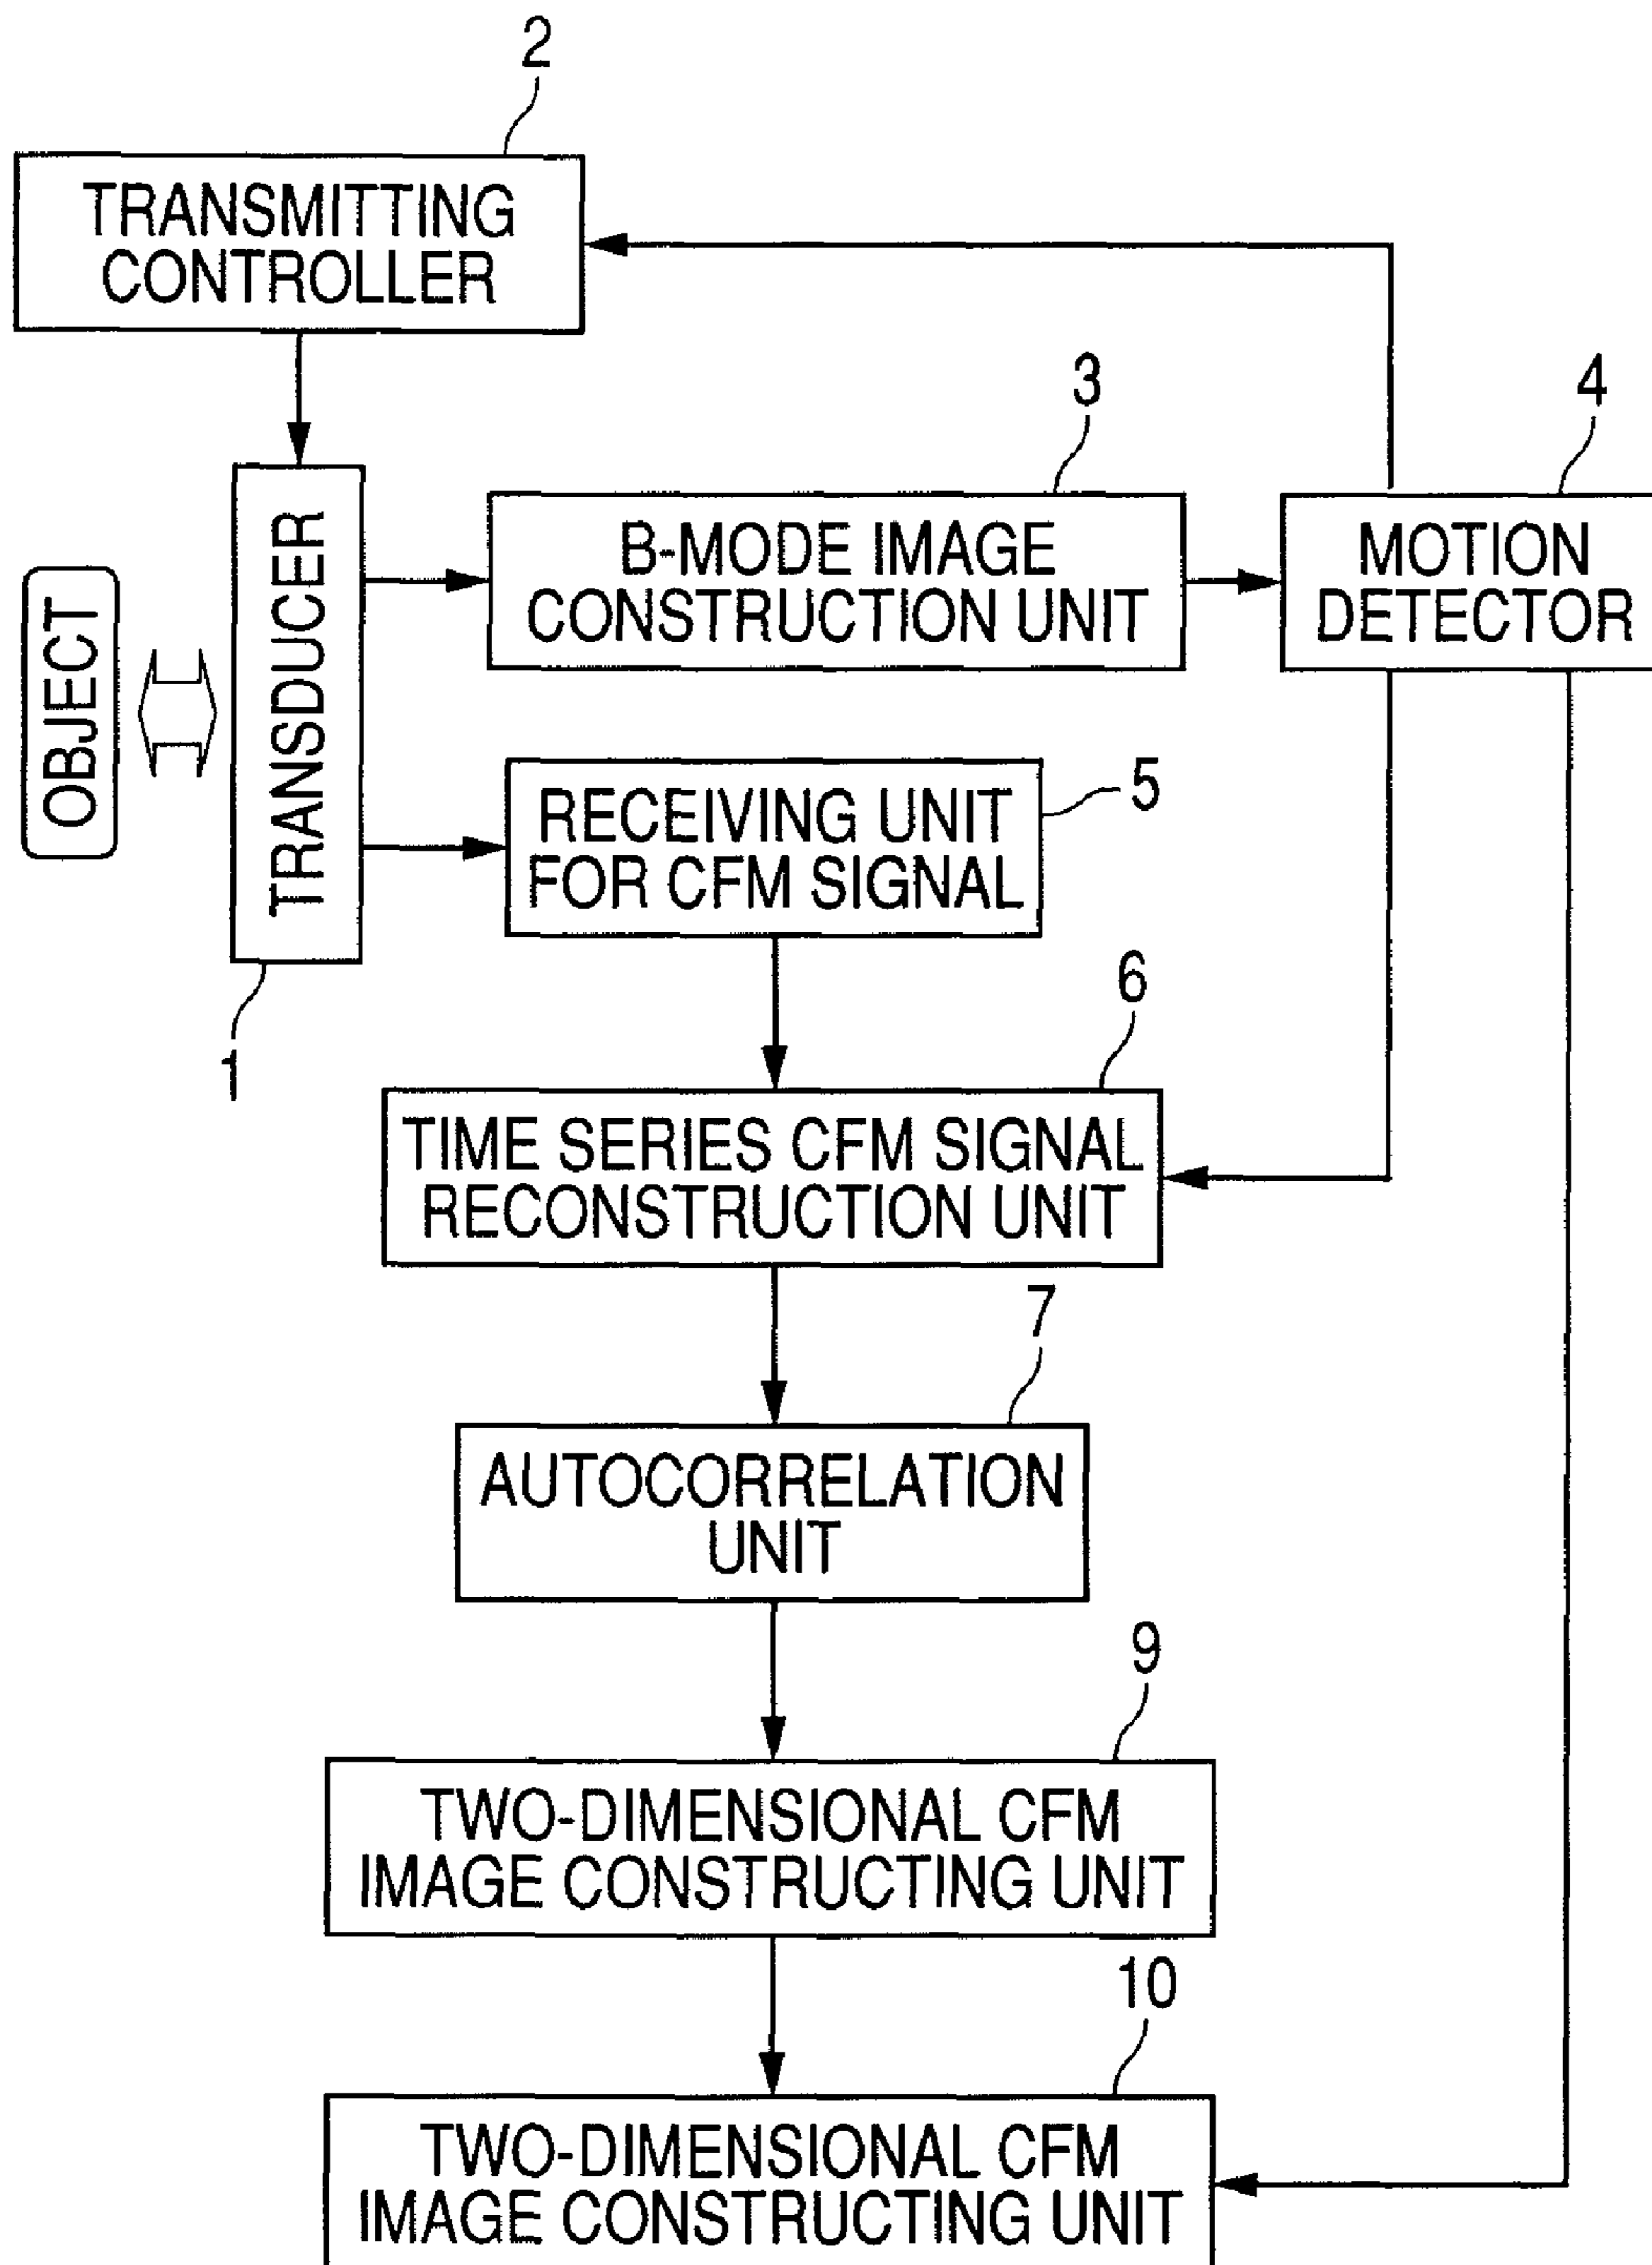 2
TRANSMITTING
CONTROLLER
3
4
B-MODE IMAGE
CONSTRUCTION UNIT
MOTION
DETECTOR
OBJECT
TRANSDUCER
1
5
RECEIVING UNIT
FOR CFM SIGNAL
6
TIME SERIES CFM SIGNAL
RECONSTRUCTION UNIT
7
AUTOCORRELATION
UNIT
9
TWO-DIMENSIONAL CFM
IMAGE CONSTRUCTING UNIT
10
TWO-DIMENSIONAL CFM
IMAGE CONSTRUCTING UNIT